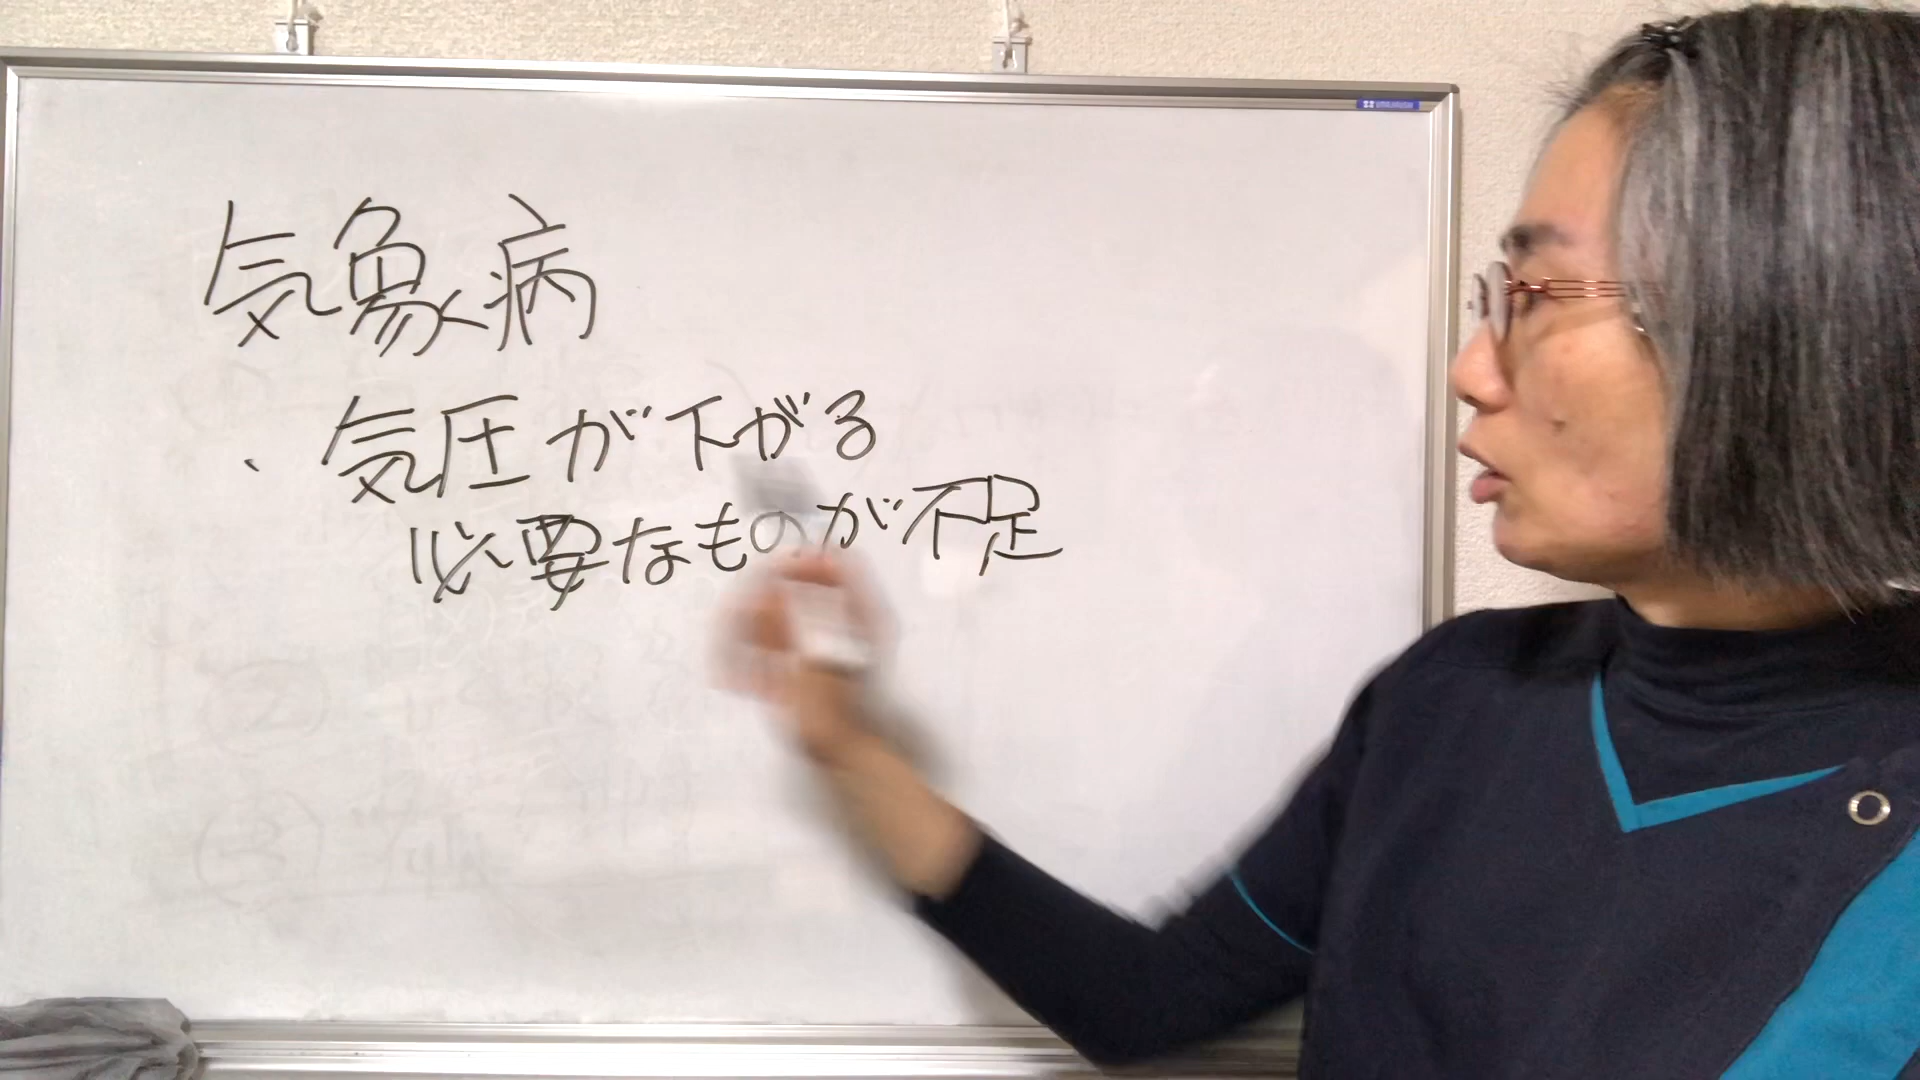 気象病
・気圧が下がる
必要なものが不足